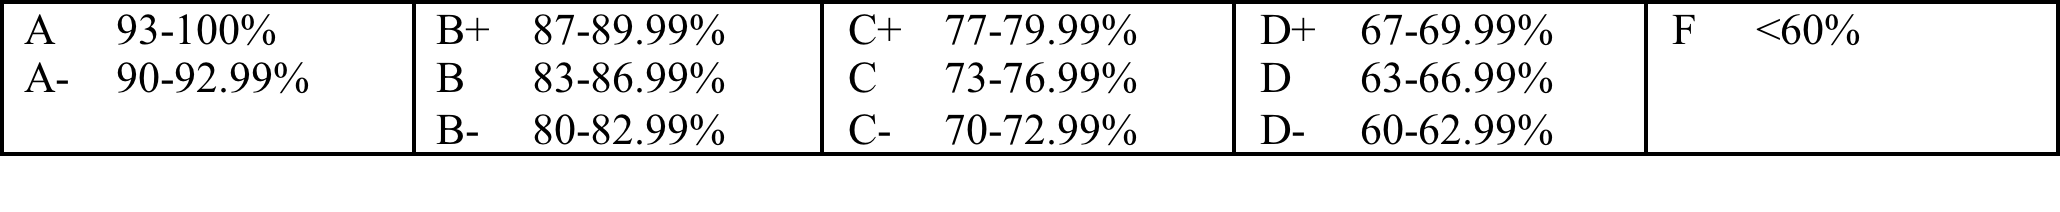 A 93-100%
A- 90-92.99%
B+ 87-89.99%
B 83-86.99%
B- 80-82.99%
C+ 77-79.99%
C 73-76.99%
C- 70-72.99%
D+ 67-69.99%
D 63-66.99%
D- 60-62.99%
F <60%